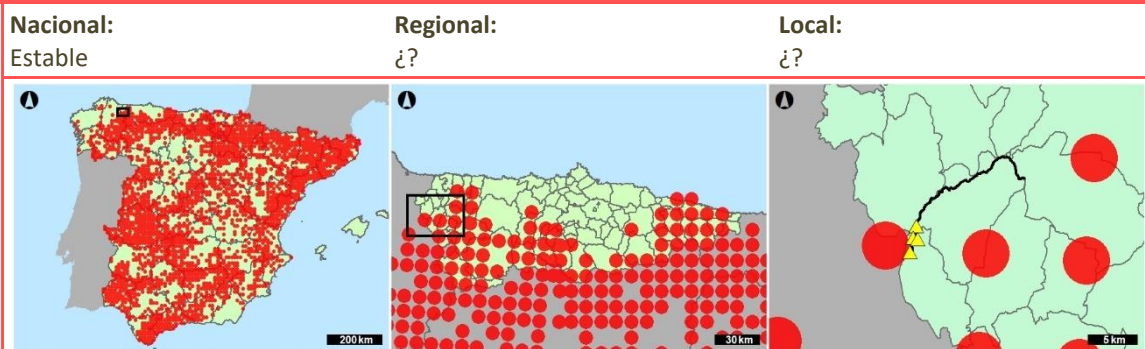 Nacional:
Regional:
Local:
Estable
¿?
¿?
200 km
30 km
5 km